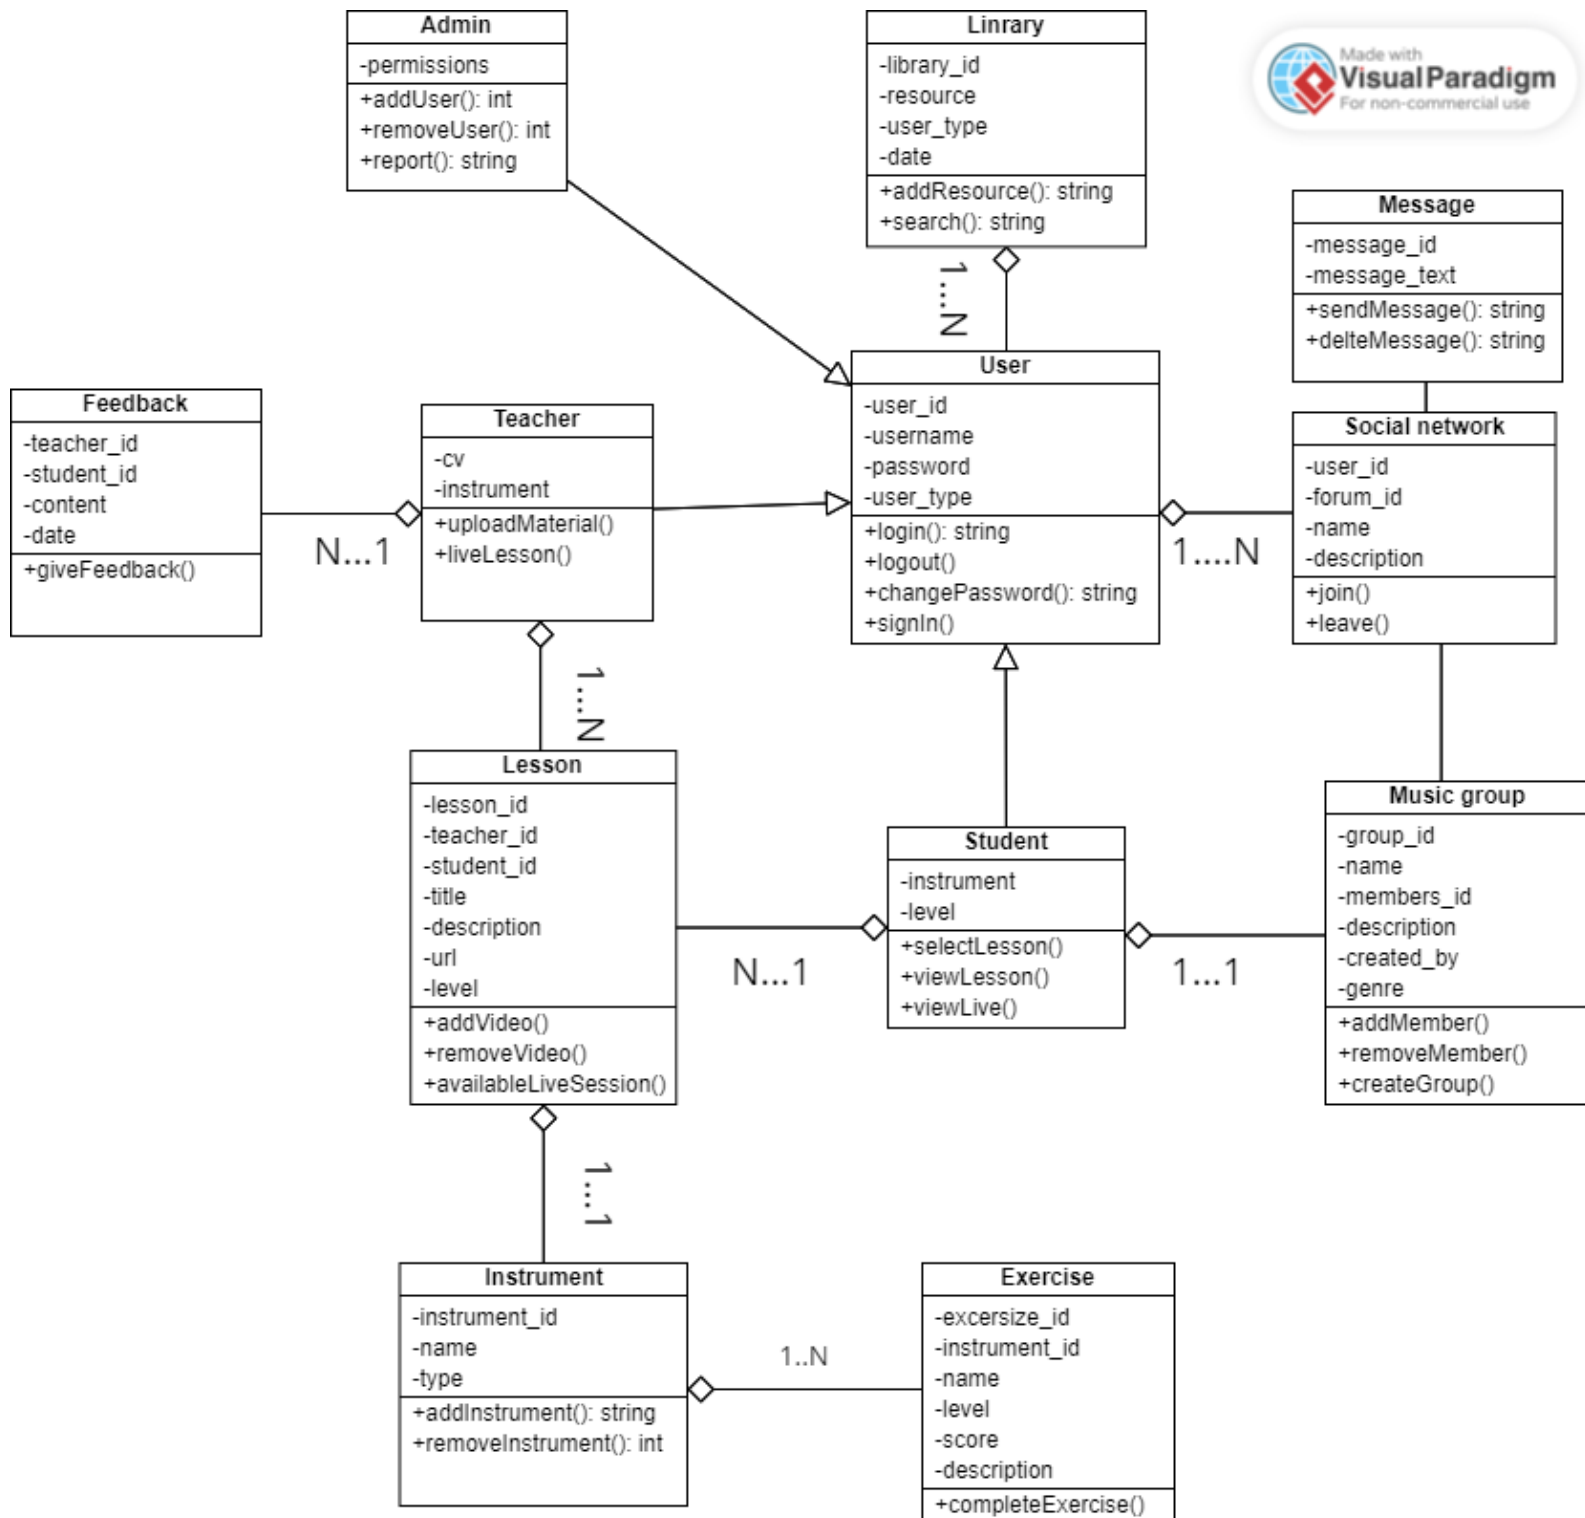 Admin
-permissions
+addUser(): int
+removeUser(): int
+report(): string
Linrary
-library_id
-resource
-user_type
-date
+addResource(): string
+search(): string
Made with
VisualParadigm
For non-commercial use
Message
-message_id
-message_text
+sendMessage(): string
+delteMessage(): string
1...N
User
-user_id
-username
-password
-user_type
+login(): string
+logout()
+changePassword(): string
+signIn()
Feedback
-teacher_id
-student_id
-content
-date
+giveFeedback()
N...1
Teacher
-cv
-instrument
+uploadMaterial()
+liveLesson()
1....N
Social network
-user_id
-forum_id
-name
-description
+join()
+leave()
1...N
Lesson
-lesson_id
-teacher_id
-student_id
-title
-description
-url
-level
+addVideo()
+removeVideo()
+availableLiveSession()
N...1
Student
-instrument
-level
+selectLesson()
+viewLesson()
+viewLive()
1...1
Music group
-group_id
-name
-members_id
-description
-created_by
-genre
+addMember()
+removeMember()
+createGroup()
1...1
Instrument
-instrument_id
-name
-type
+addInstrument(): string
+removeInstrument(): int
1..N
Exercise
-excersize_id
-instrument_id
-name
-level
-score
-description
+completeExercise()